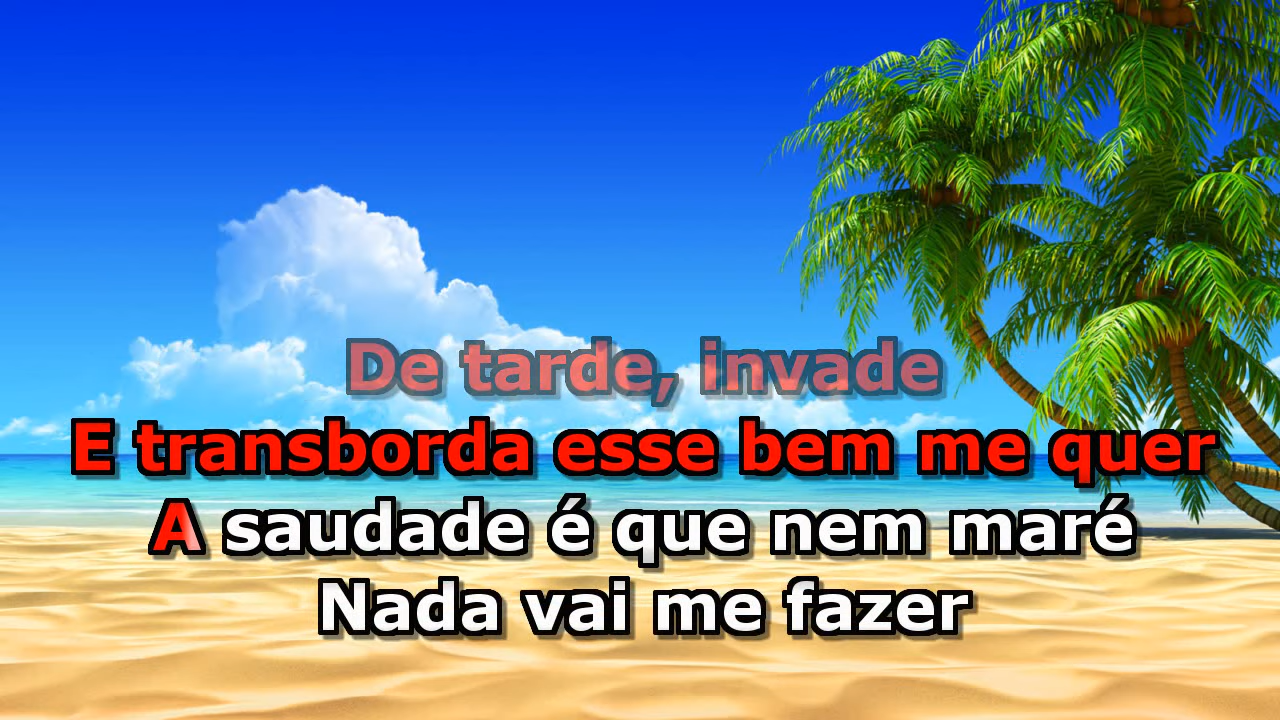 De tarde, invade
E transborda esse bem me quer
A saudade é que nem maré
Nada vai me fazer